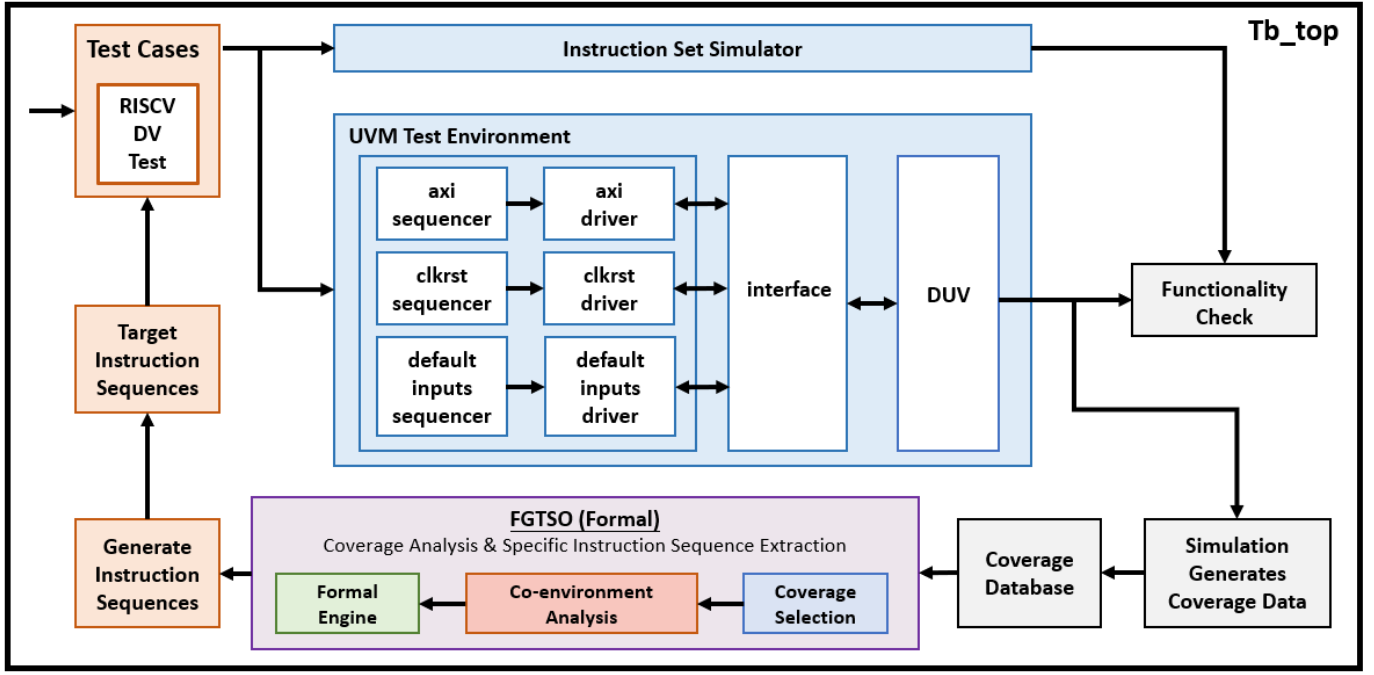 Tb_top
Test Cases
RISCV
DV
Test
Instruction Set Simulator
UVM Test Environment
axi
sequencer
axi
driver
clkrst
sequencer
clkrst
driver
default
inputs
sequencer
default
inputs
driver
interface
DUV
Functionality
Check
Target
Instruction
Sequences
Generate
Instruction
Sequences
FGTSO (Formal)
Coverage Analysis & Specific Instruction Sequence Extraction
Formal
Engine
Co-environment
Analysis
Coverage
Selection
Coverage
Database
Simulation
Generates
Coverage Data